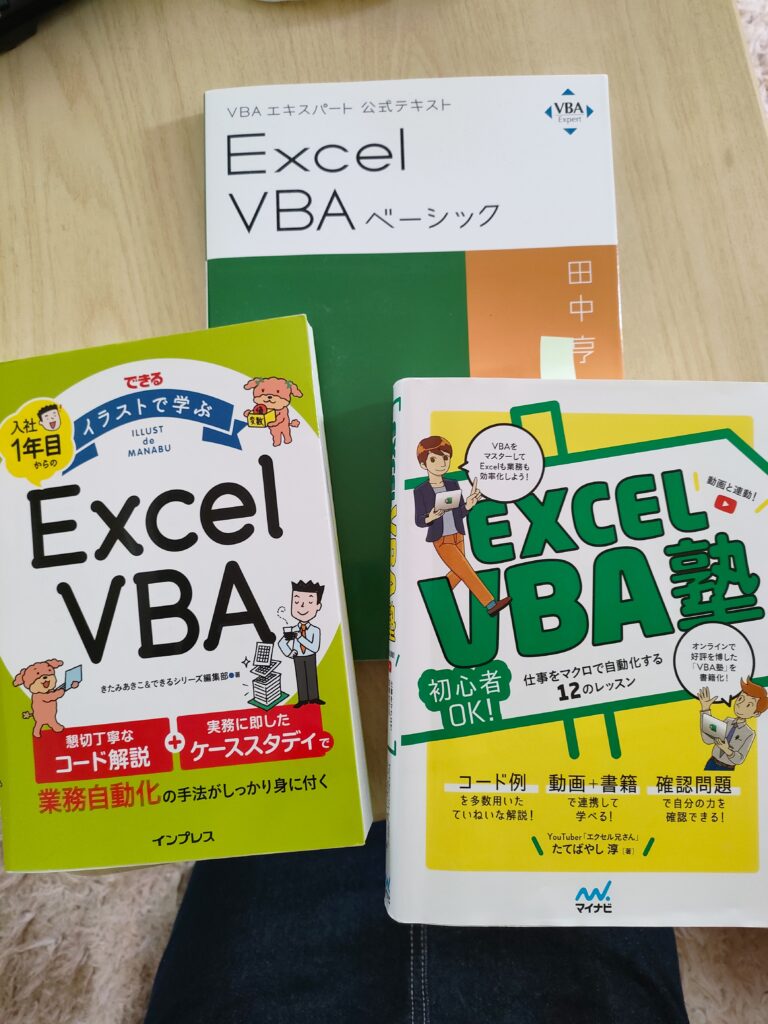 VBA エキスパート 公式テキスト
VBA
Expert
Excel
VBA ベーシック
田中亨
できる
イラストで学ぶ
ILLUST
de
MANABU
入社
1年目
からの
変数
Excel
VBA
きたみあきこ&できるシリーズ編集部●著
懇切丁寧な
コード解説
+
実務に即した
ケーススタディで
業務自動化の手法がしっかり身に付く
インプレス
VBAを
マスターして
Excelも業務も
効率化しよう!
動画と連動!
EXCEL
VBA塾
初心者
OK!
仕事をマクロで自動化する
12のレッスン
オンラインで
好評を博した
「VBA塾」を
書籍化!
コード例
を多数用いた
ていねいな解説!
動画+書籍
で連携して
学べる!
確認問題
で自分の力を
確認できる!
YouTuber「エクセル兄さん」
たてばやし 淳〔著〕
マイナビ